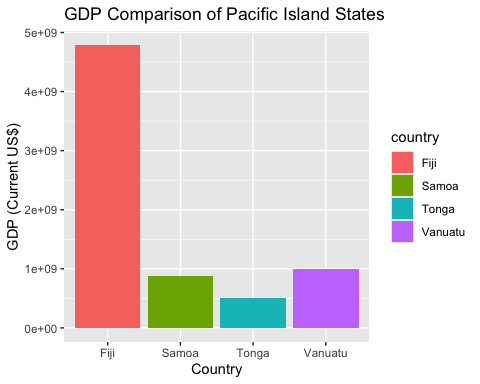 GDP Comparison of Pacific Island States
GDP (Current US$)
5e+09
4e+09
3e+09
2e+09
1e+09
0e+00
Fiji Samoa Tonga Vanuatu
Country
country
Fiji
Samoa
Tonga
Vanuatu